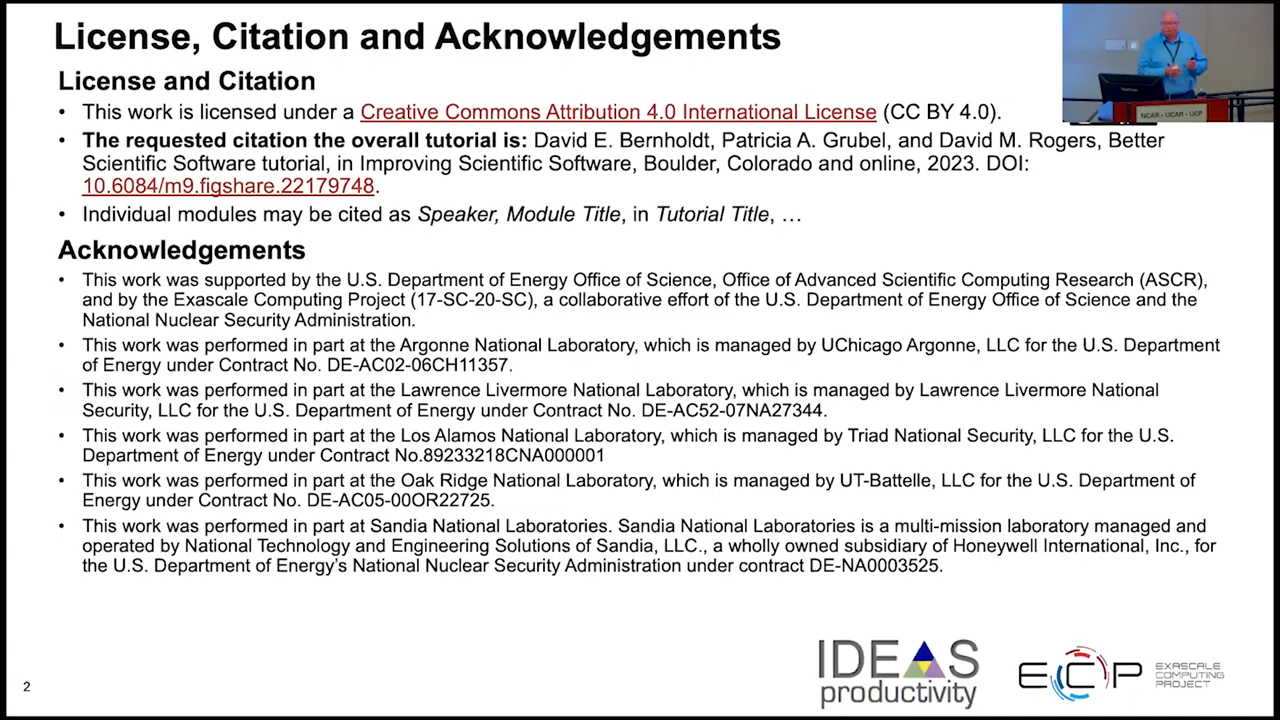 License, Citation and Acknowledgements
License and Citation
• This work is licensed under a Creative Commons Attribution 4.0 International License (CC BY 4.0).
• The requested citation the overall tutorial is: David E. Bernholdt, Patricia A. Grubel, and David M. Rogers, Better
Scientific Software tutorial, in Improving Scientific Software, Boulder, Colorado and online, 2023. DOI:
10.6084/m9.figshare.22179748.
• Individual modules may be cited as Speaker, Module Title, in Tutorial Title, …
Acknowledgements
• This work was supported by the U.S. Department of Energy Office of Science, Office of Advanced Scientific Computing Research (ASCR),
and by the Exascale Computing Project (17-SC-20-SC), a collaborative effort of the U.S. Department of Energy Office of Science and the
National Nuclear Security Administration.
• This work was performed in part at the Argonne National Laboratory, which is managed by UChicago Argonne, LLC for the U.S. Department
of Energy under Contract No. DE-AC02-06CH11357.
• This work was performed in part at the Lawrence Livermore National Laboratory, which is managed by Lawrence Livermore National
Security, LLC for the U.S. Department of Energy under Contract No. DE-AC52-07NA27344.
• This work was performed in part at the Los Alamos National Laboratory, which is managed by Triad National Security, LLC for the U.S.
Department of Energy under Contract No.89233218CNA000001
• This work was performed in part at the Oak Ridge National Laboratory, which is managed by UT-Battelle, LLC for the U.S. Department of
Energy under Contract No. DE-AC05-00OR22725.
• This work was performed in part at Sandia National Laboratories. Sandia National Laboratories is a multi-mission laboratory managed and
operated by National Technology and Engineering Solutions of Sandia, LLC., a wholly owned subsidiary of Honeywell International, Inc., for
the U.S. Department of Energy's National Nuclear Security Administration under contract DE-NA0003525.
NCAR • UCAR • UCP
2
IDEAS
productivity
ECP
EXASCALE
COMPUTING
PROJECT